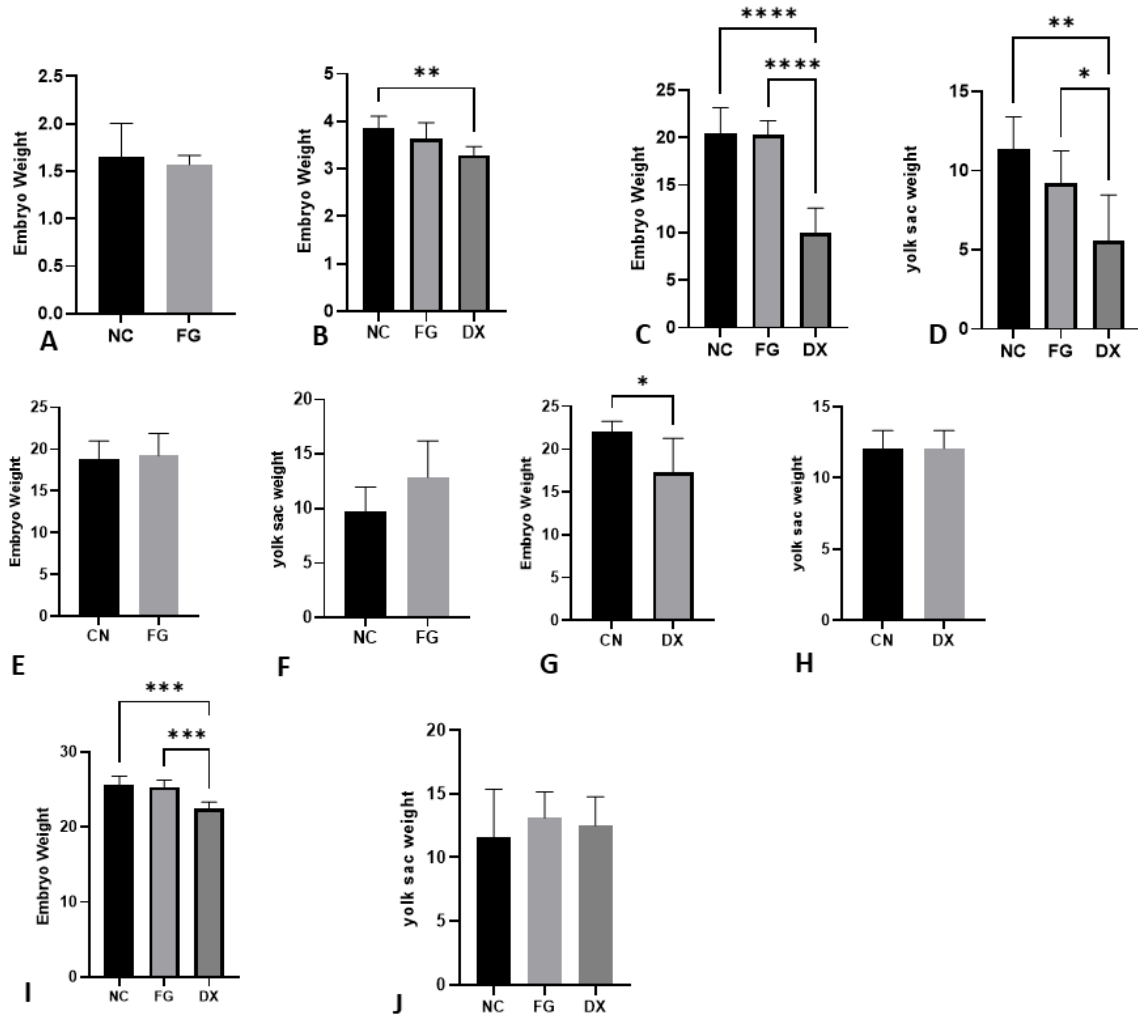 Embryo Weight
2.5
2.0
1.5
1.0
0.5
0.0
NC FG
A
**
Embryo Weight
5
4
3
2
1
0
NC FG DX
B
****
****
Embryo Weight
25
20
15
10
5
0
NC FG DX
C
**
*
yolk sac weight
15
10
5
0
NC FG DX
D
Embryo Weight
25
20
15
10
5
0
CN FG
E
yolk sac weight
20
15
10
5
0
NC FG
F
*
Embryo Weight
25
20
15
10
5
0
CN DX
G
yolk sac weight
15
10
5
0
CN DX
H
***
***
Embryo Weight
30
20
10
0
NC FG DX
I
yolk sac weight
20
15
10
5
0
NC FG DX
J